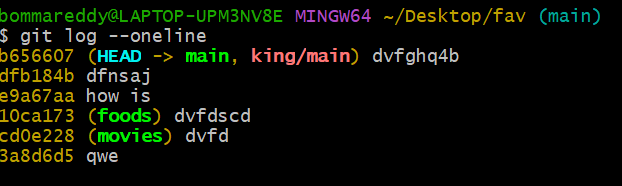 bommareddy@LAPTOP-UPM3NV8E MINGW64 ~/Desktop/fav (main)
$ git log --oneline
b656607 (HEAD -> main, king/main) dvfghq4b
dfb184b dfnsaj
e9a67aa how is
10ca173 (foods) dvfdscd
cd0e228 (movies) dvfd
3a8d6d5 qwe